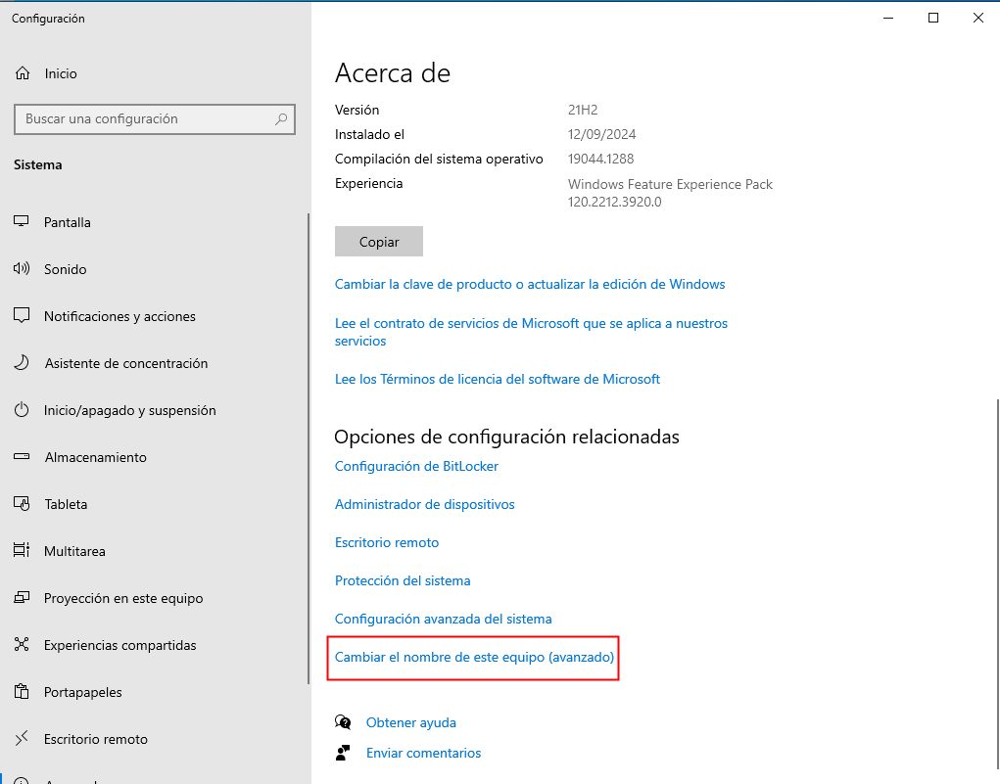 Configuración
Inicio
Buscar una configuración
Sistema
Pantalla
Sonido
Notificaciones y acciones
Asistente de concentración
Inicio/apagado y suspensión
Almacenamiento
Tableta
Multitarea
Proyección en este equipo
Experiencias compartidas
Portapapeles
Escritorio remoto
Acerca de
Versión 21H2
Instalado el 12/09/2024
Compilación del sistema operativo 19044.1288
Experiencia Windows Feature Experience Pack
120.2212.3920.0
Copiar
Cambiar la clave de producto o actualizar la edición de Windows
Lee el contrato de servicios de Microsoft que se aplica a nuestros
servicios
Lee los Términos de licencia del software de Microsoft
Opciones de configuración relacionadas
Configuración de BitLocker
Administrador de dispositivos
Escritorio remoto
Protección del sistema
Configuración avanzada del sistema
Cambiar el nombre de este equipo (avanzado)
Obtener ayuda
Enviar comentarios